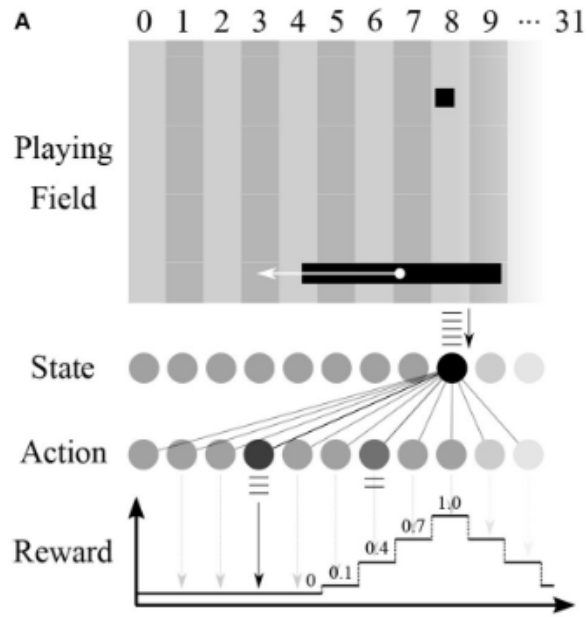 A 0 1 2 3 4 5 6 7 8 9 ... 31
Playing
Field
State
Action
Reward
0 0.1 0.4 0.7 1.0